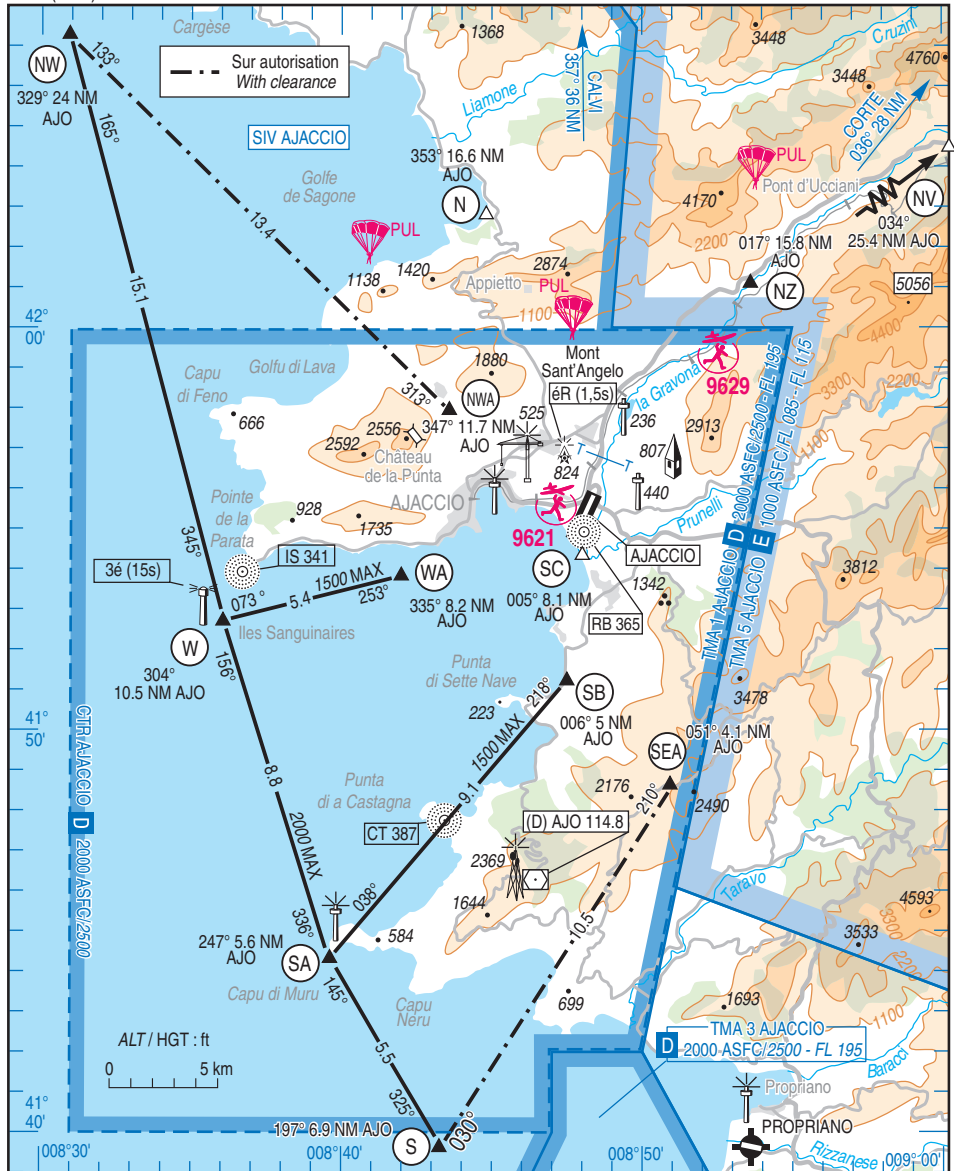 Cargèse
1368
3448
Cruzini
4760
NW
133°
Sur autorisation
With clearance
357° 36 NM
CALVI
3448
CORTE
036° 28 NM
329° 24 NM
AJO
165°
Liamone
SIV AJACCIO
353° 16.6 NM
AJO
PUL
Pont d'Ucciani
Golfe
de Sagone
N
4170
NV
034°
25.4 NM AJO
PUL
2200
017° 15.8 NM
AJO
13.4
15.1
1138
1420
2874
Appietto
PUL
1100
NZ
5056
4400
42°
00'
1880
Mont
Sant'Angelo
éR (1,5s)
la Gravona
9629
3300
2200
Golfu di Lava
Capu
di Feno
313°
NWA
347° 11.7 NM
AJO
525
236
666
2556
2592
2913
1100
Château
de la Punta
824
T
T
807
440
AJACCIO
Pointe
de la
Parata
928
1735
9621
Prunelli
AJACCIO
345°
IS 341
3é (15s)
073°
5.4
1500 MAX
253°
WA
335° 8.2 NM
AJO
SC
005° 8.1 NM
AJO
1342
RB 365
3812
TMA 1 AJACCIO D 2000 ASFC/2500 - FL 195
TMA 5 AJACCIO E 1000 ASFC/FL 085 - FL 115
Iles Sanguinaires
W
304°
10.5 NM AJO
156°
Punta
di Sette Nave
218°
SB
006° 5 NM
AJO
3478
223
41°
50'
051° 4.1 NM
AJO
SEA
CTR AJACCIO D 2000 ASFC/2500
8.8
2000 MAX
1500 MAX
9.1
Punta
di a Castagna
CT 387
2176
210°
2490
(D) AJO 114.8
2369
038°
Taravo
1644
4593
336°
10.5
3533
3300
2200
247° 5.6 NM
AJO
SA
584
145°
Capu di Muru
Capu
Neru
699
1693
1100
ALT / HGT : ft
0
5 km
5.5
TMA 3 AJACCIO
D 2000 ASFC/2500 - FL 195
Baracci
Propriano
41°
40'
325°
197° 6.9 NM AJO
S
030°
PROPRIANO
Rizzanese
008°30'
008°40'
008°50'
009°00'